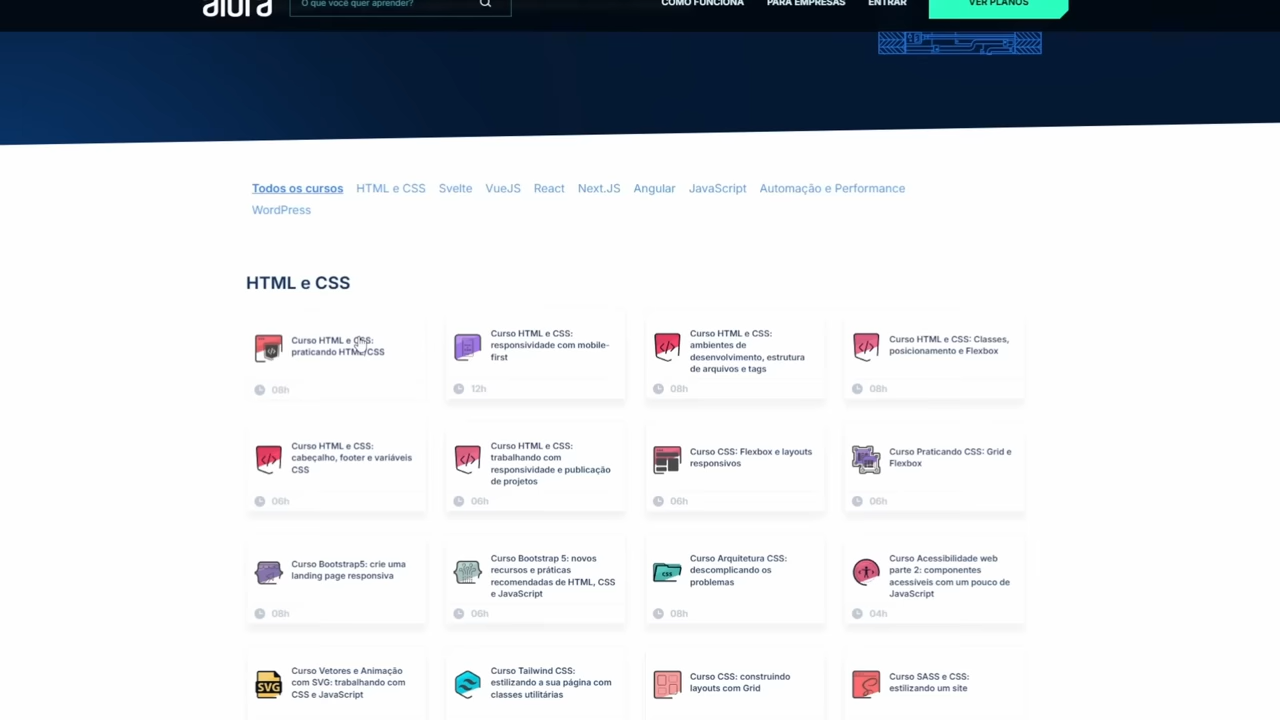 alura
O que você quer aprender?
COMO FUNCIONA
PARA EMPRESAS
ENTRAR
VER PLANOS
Todos os cursos
HTML e CSS
Svelte
VueJS
React
Next.JS
Angular
JavaScript
Automação e Performance
WordPress
HTML e CSS
Curso HTML e CSS:
praticando HTML/CSS
08h
Curso HTML e CSS:
responsividade com mobile-
first
12h
Curso HTML e CSS:
ambientes de
desenvolvimento, estrutura
de arquivos e tags
08h
Curso HTML e CSS: Classes,
posicionamento e Flexbox
08h
Curso HTML e CSS:
cabeçalho, footer e variáveis
CSS
06h
Curso HTML e CSS:
trabalhando com
responsividade e publicação
de projetos
06h
Curso CSS: Flexbox e layouts
responsivos
06h
Curso Praticando CSS: Grid e
Flexbox
06h
Curso Bootstrap5: crie uma
landing page responsiva
08h
Curso Bootstrap 5: novos
recursos e práticas
recomendadas de HTML, CSS
e JavaScript
06h
CSS
Curso Arquitetura CSS:
descomplicando os
problemas
08h
Curso Acessibilidade web
parte 2: componentes
acessíveis com um pouco de
JavaScript
04h
SVG
Curso Vetores e Animação
com SVG: trabalhando com
CSS e JavaScript
Curso Tailwind CSS:
estilizando a sua página com
classes utilitárias
Curso CSS: construindo
layouts com Grid
Curso SASS e CSS:
estilizando um site